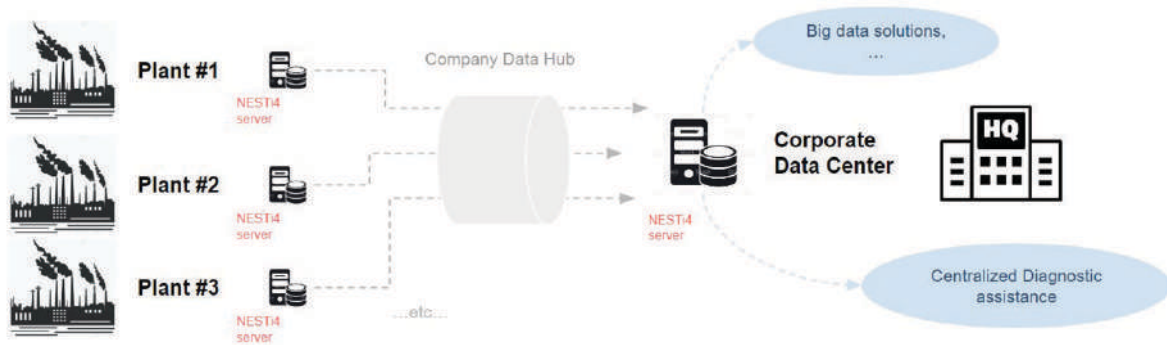 Big data solutions,
...
Company Data Hub
Plant #1
NESTi4
server
HQ
Corporate
Data Center
Plant #2
NESTi4
server
NESTi4
server
Plant #3
Centralized Diagnostic
assistance
NESTi4
server
...etc...